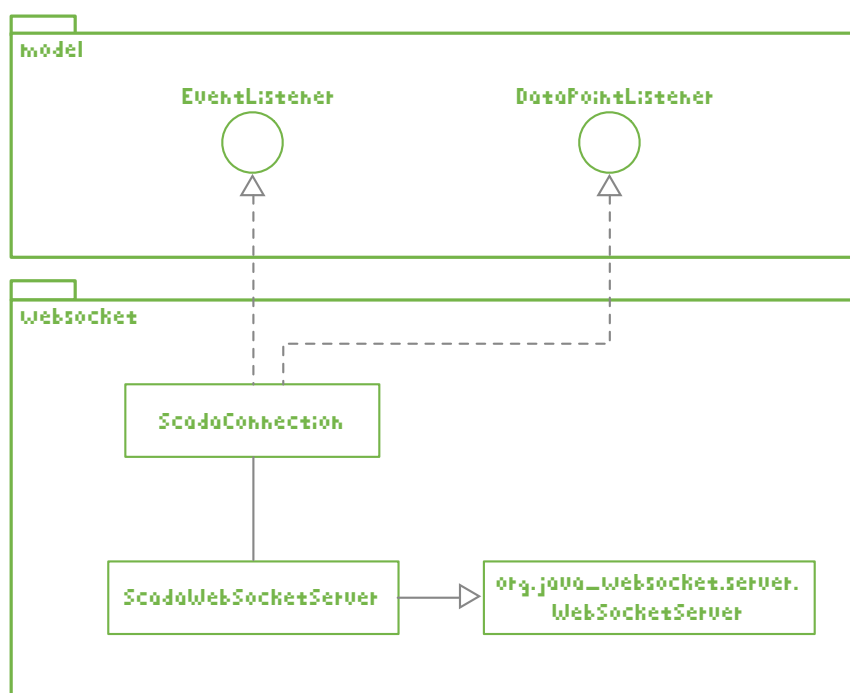 model
EventListener
DataPointListener
websocket
ScadaConnection
ScadaWebSocketServer
org.java_websocket.server.
WebSocketServer